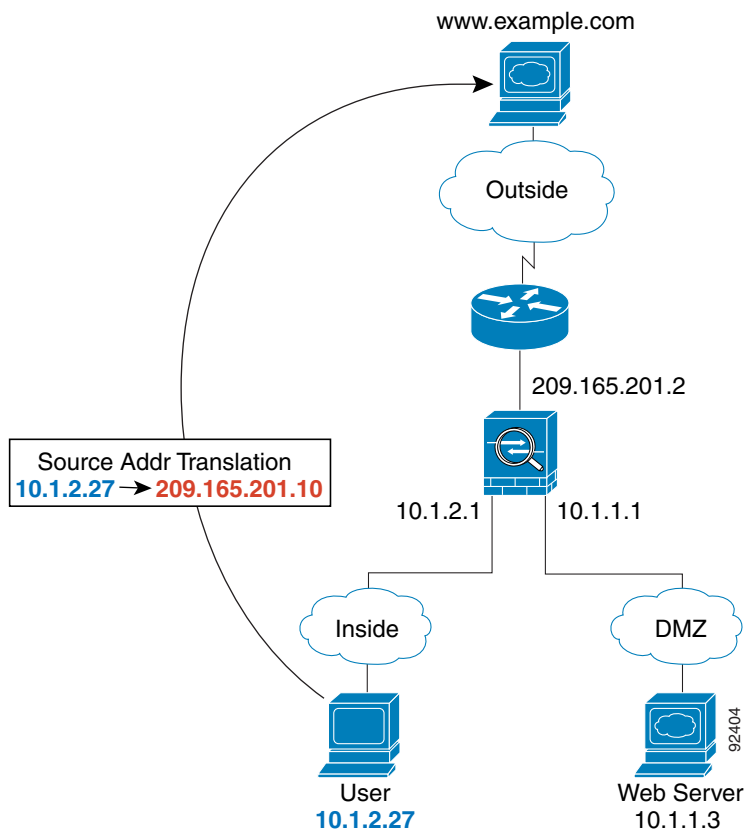 www.example.com
Outside
209.165.201.2
Source Addr Translation
10.1.2.27 209.165.201.10
10.1.2.1 10.1.1.1
Inside DMZ
92404
User Web Server
10.1.2.27 10.1.1.3